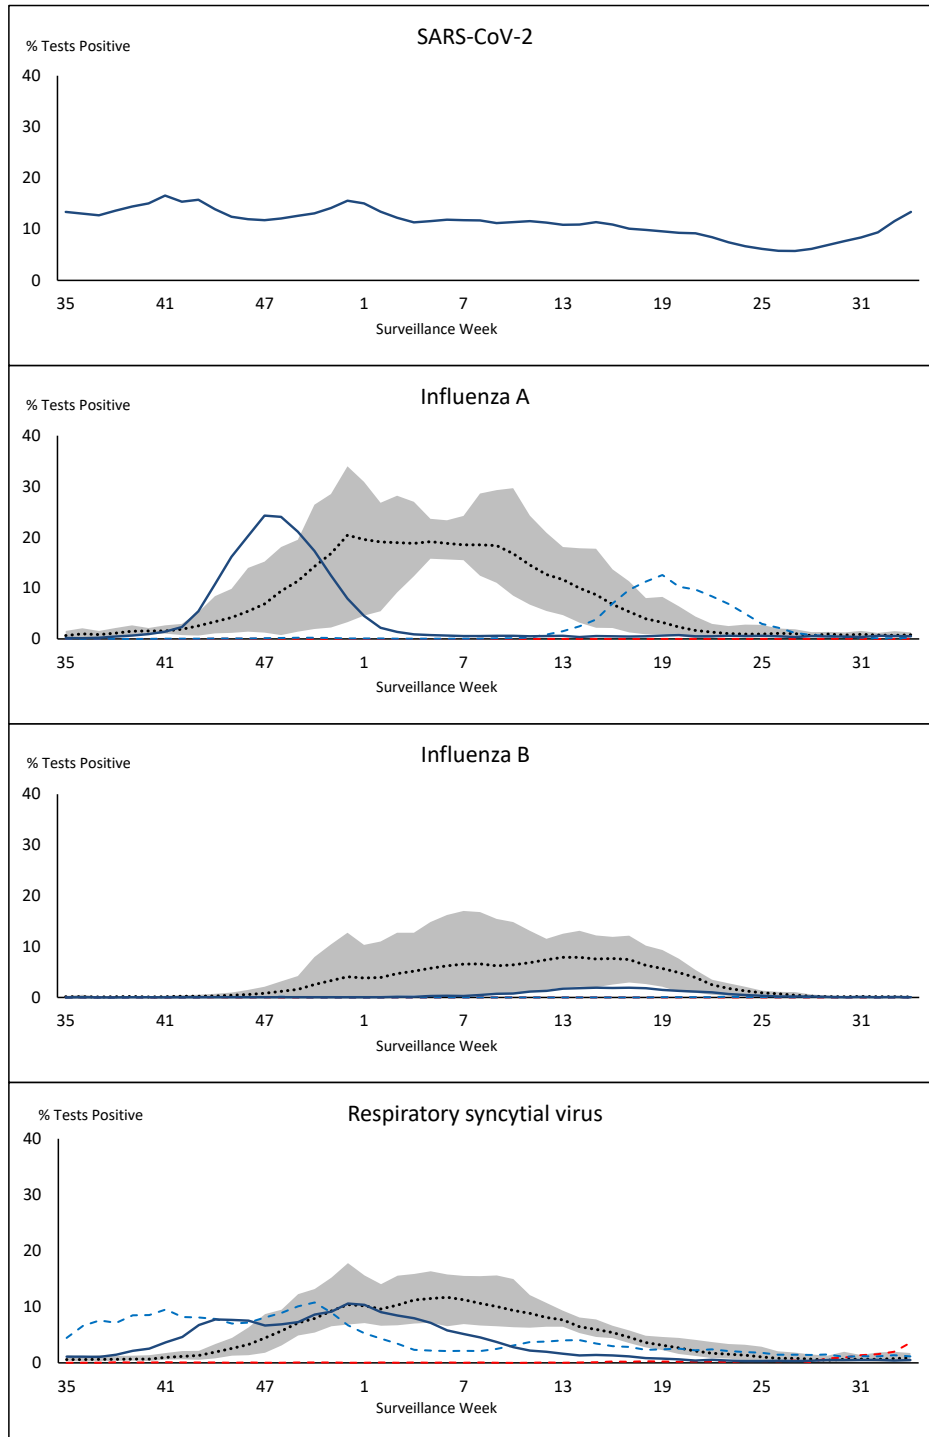 SARS-CoV-2
% Tests Positive
40
30
20
10
0
35 41 47 1 7 13 19 25 31
Surveillance Week
Influenza A
% Tests Positive
40
30
20
10
0
35 41 47 1 7 13 19 25 31
Surveillance Week
Influenza B
% Tests Positive
40
30
20
10
0
35 41 47 1 7 13 19 25 31
Surveillance Week
Respiratory syncytial virus
% Tests Positive
40
30
20
10
0
35 41 47 1 7 13 19 25 31
Surveillance Week